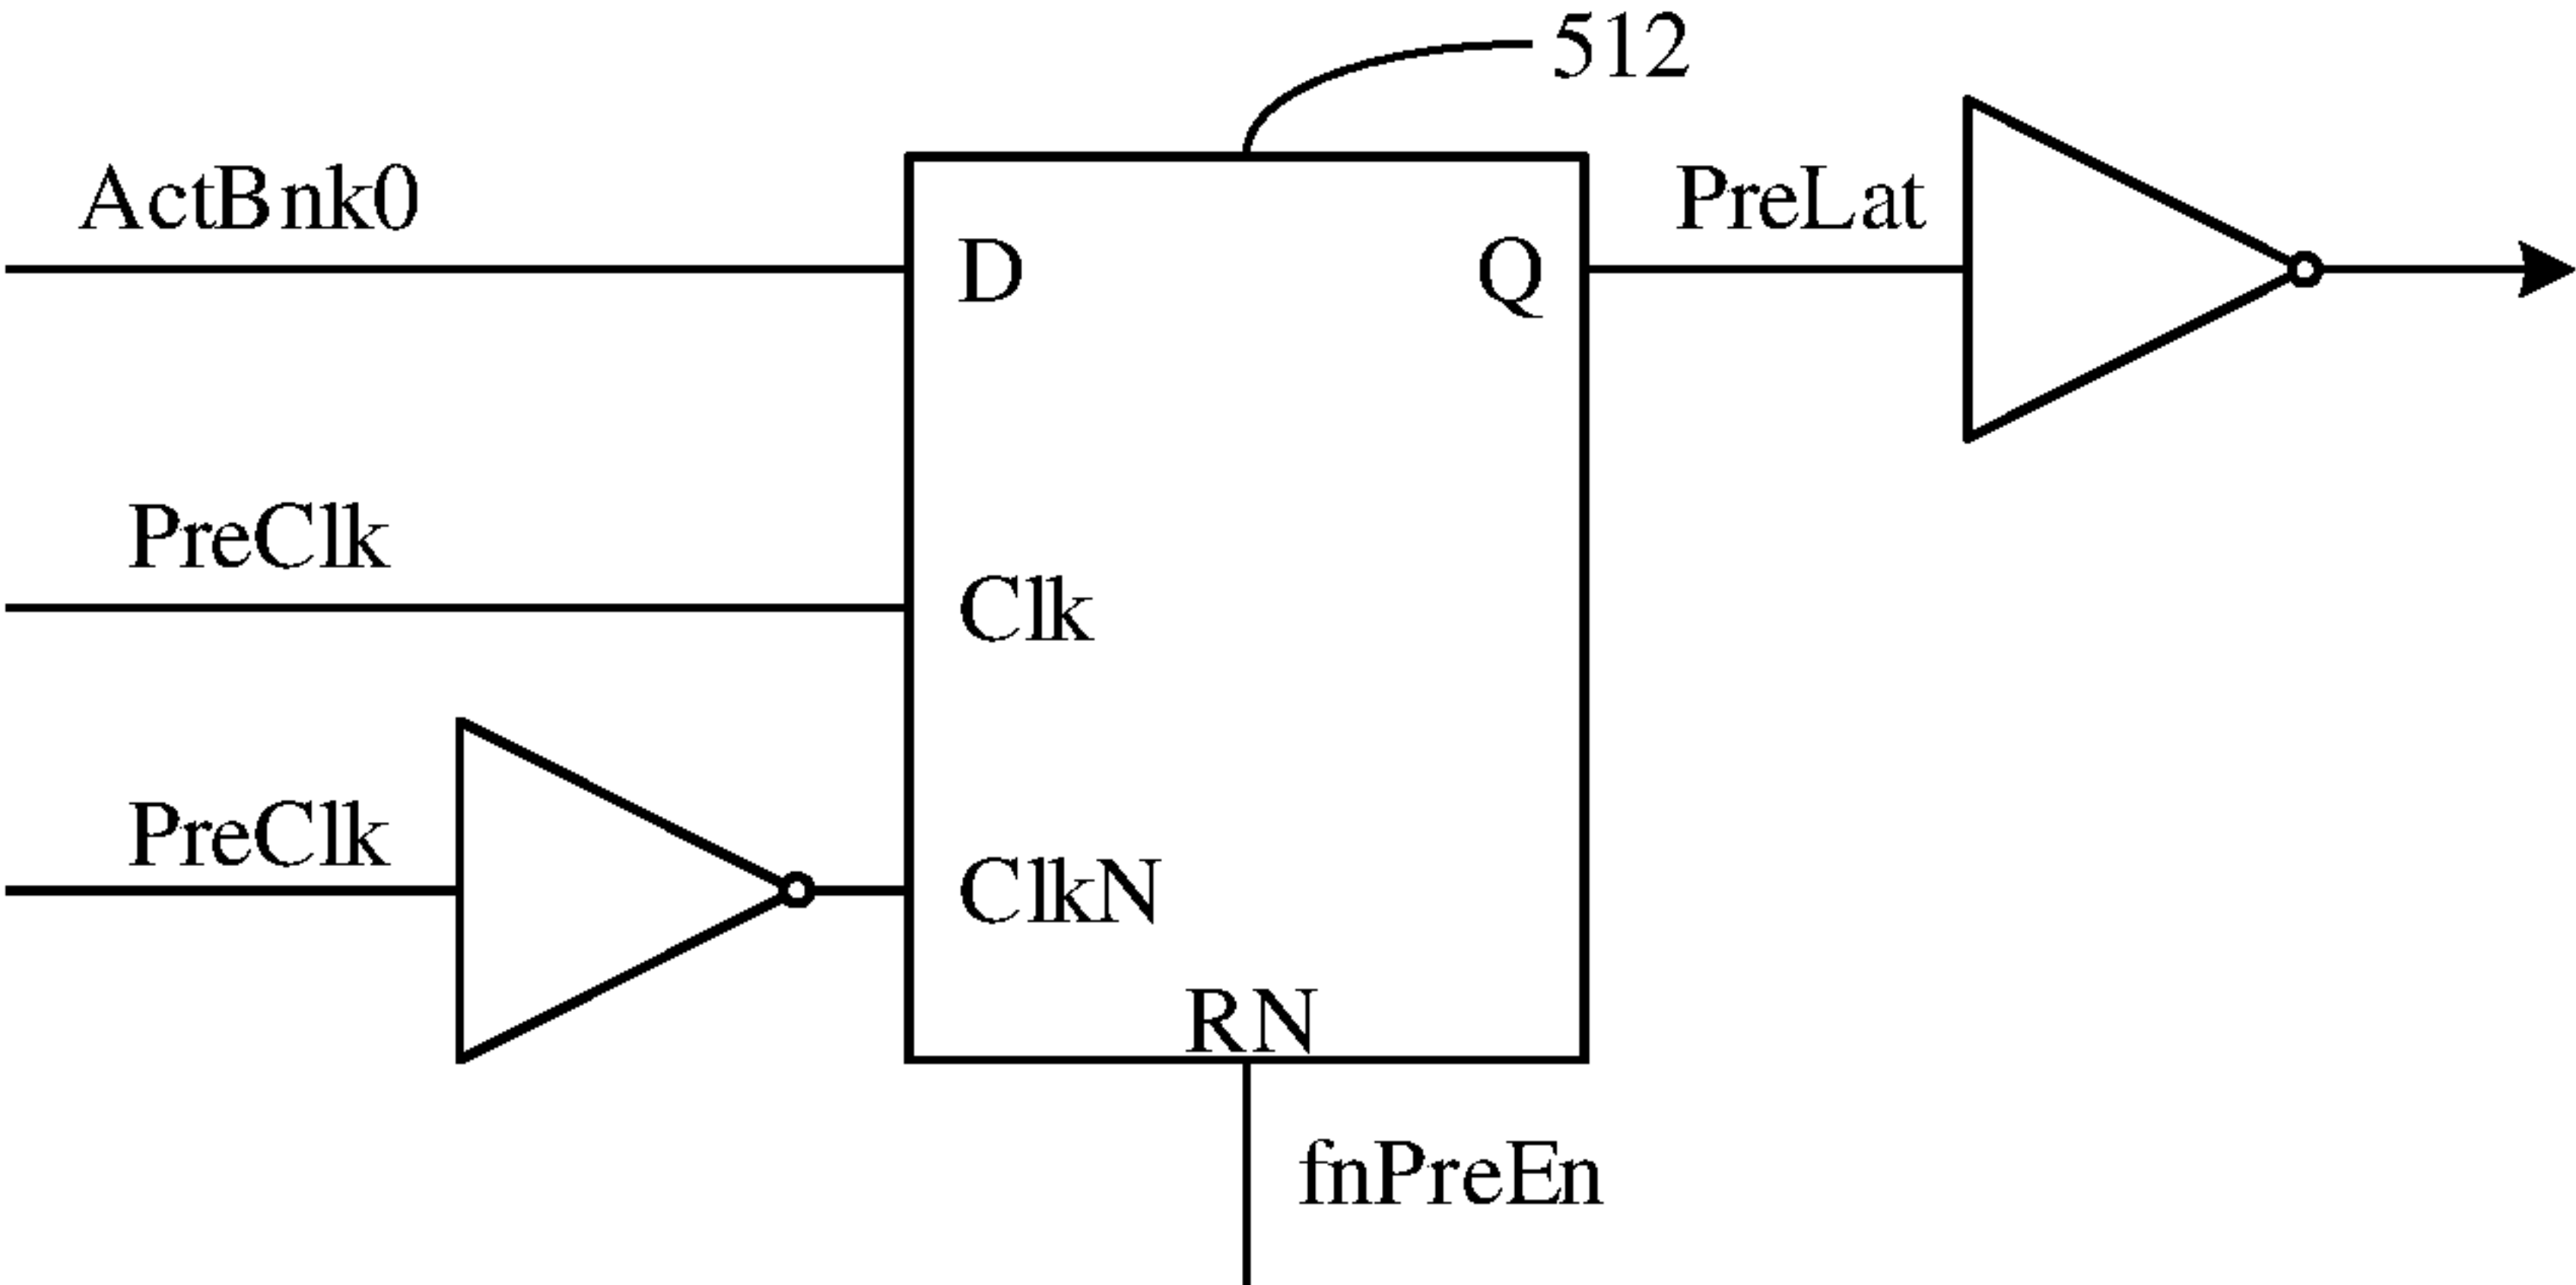 512
ActBnk0
PreLat
D
Q
PreClk
Clk
PreClk
ClkN
RN
fnPreEn